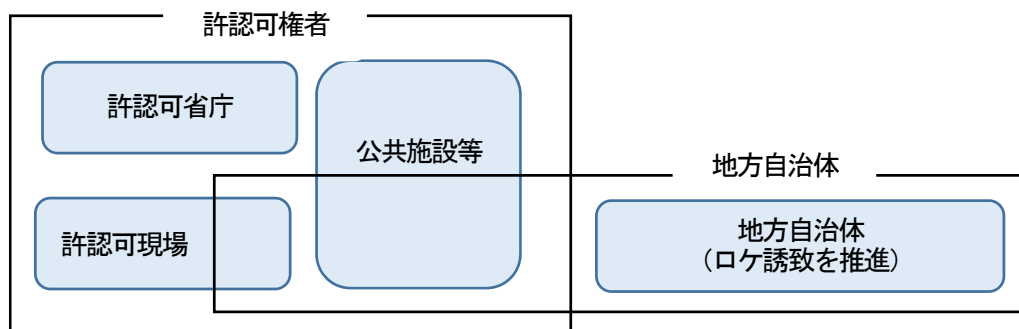 許認可権者
許認可省庁
公共施設等
地方自治体
許認可現場
地方自治体
（ロケ誘致を推進）